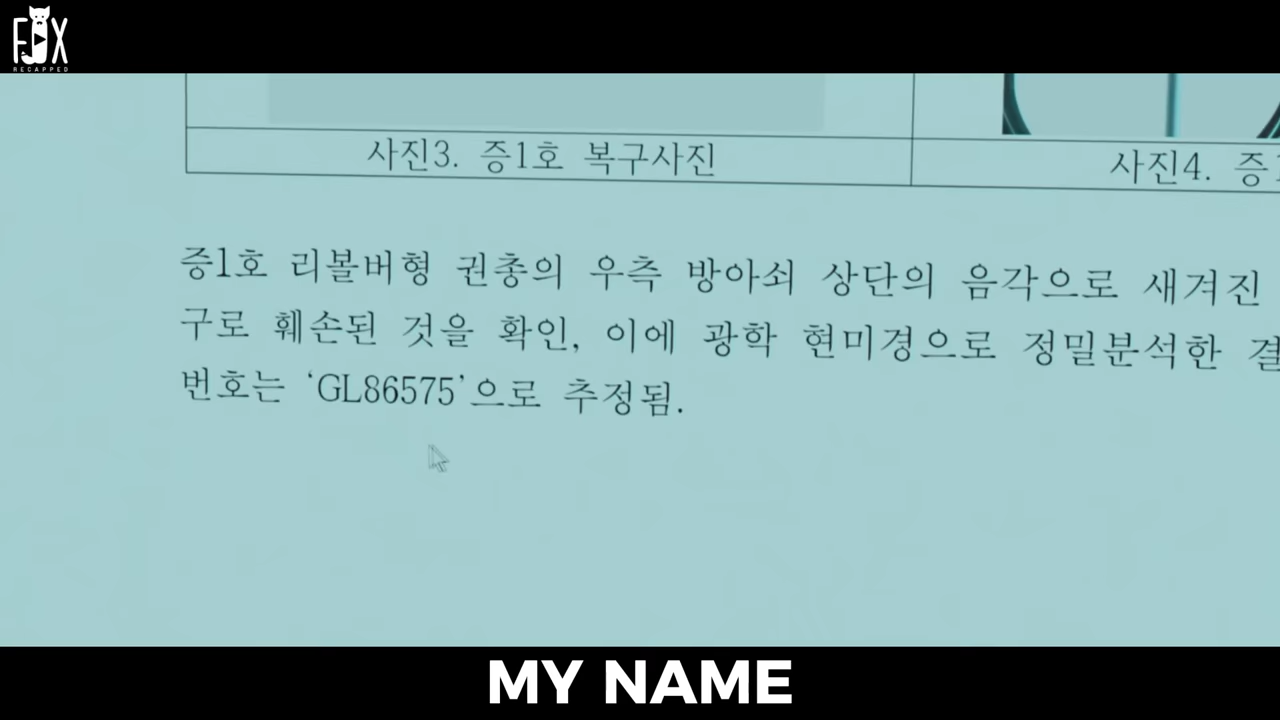 FOX
RECAPPED
사진3. 증1호 복구사진
사진4. 증1
증1호 리볼버형 권총의 우측 방아쇠 상단의 음각으로 새겨진
구로 훼손된 것을 확인, 이에 광학 현미경으로 정밀분석한 결
번호는 ‘GL86575’으로 추정됨.
MY NAME